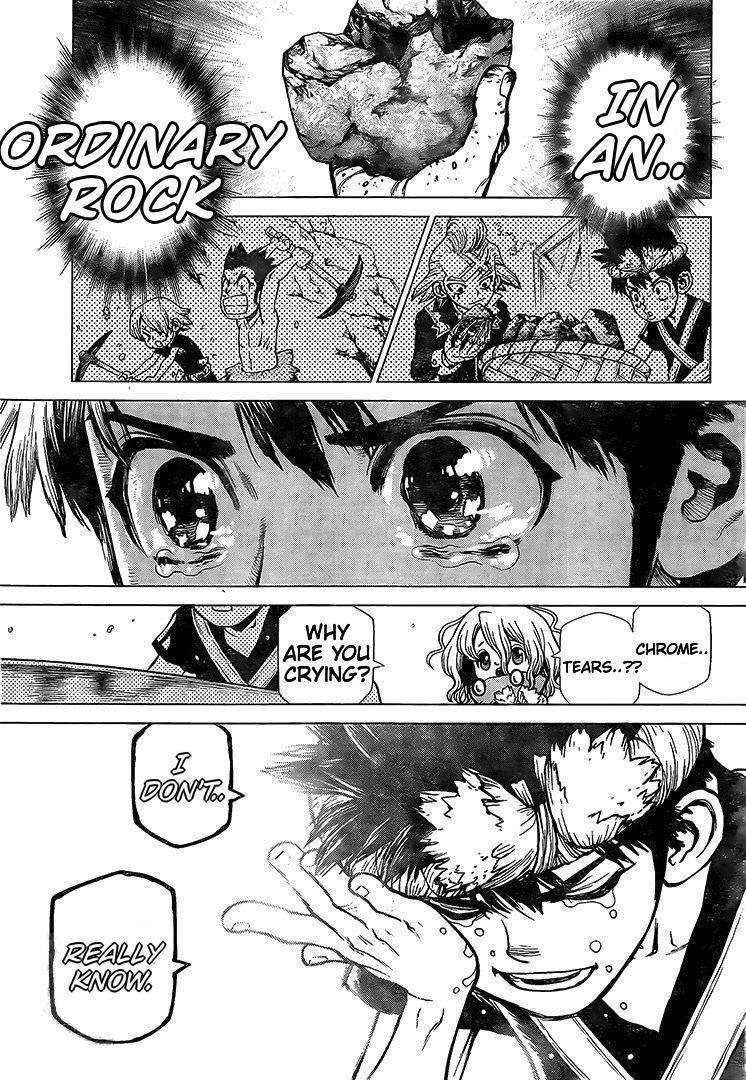 IN
AN..
ORDINARY
ROCK
CHROME..
TEARS..??
WHY
ARE YOU
CRYING?
I
DON'T..
REALLY
KNOW.